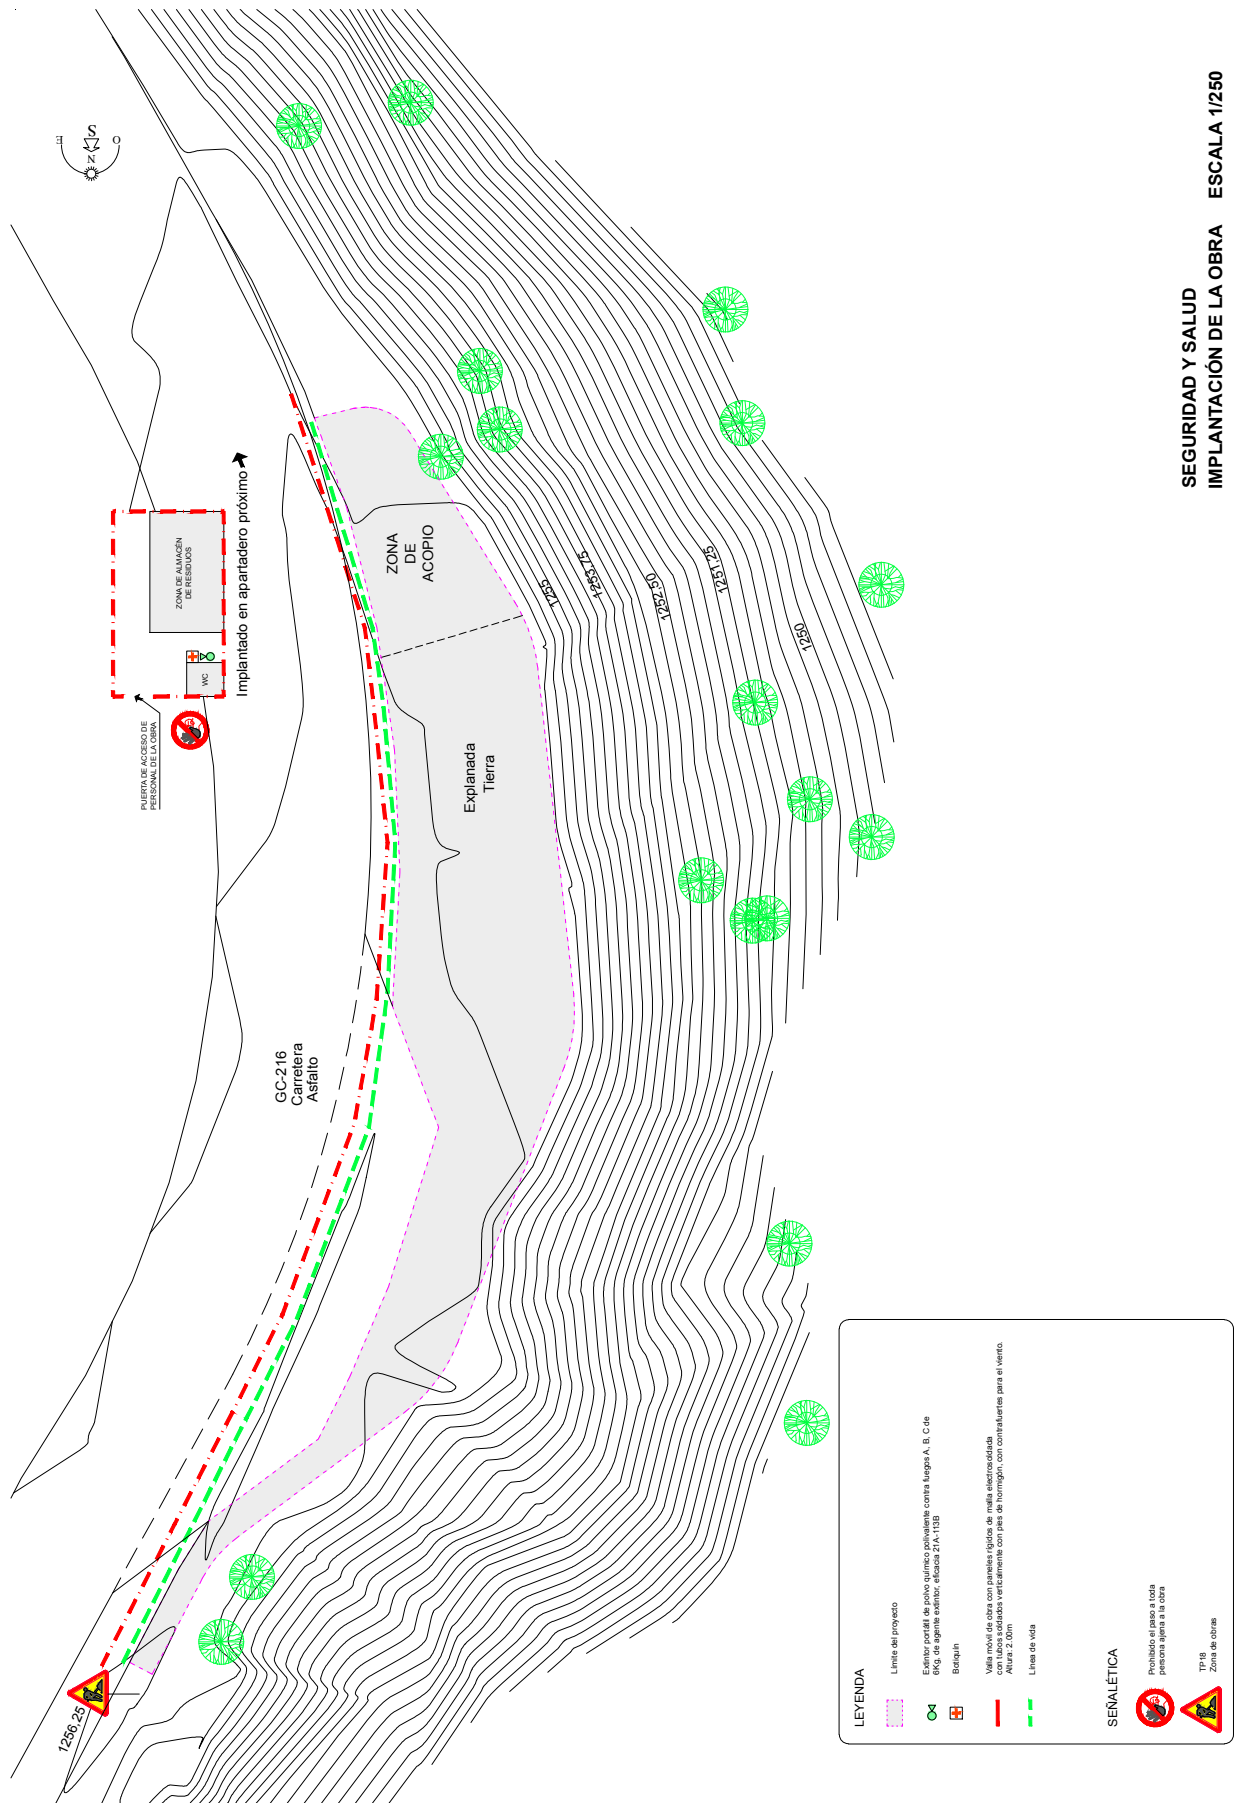 SEGURIDAD Y SALUD
IMPLANTACIÓN DE LA OBRA ESCALA 1/250
E
S
N
O
ZONA DE ALMACÉN
DE RESIDUOS
WC
Implantado en apartadero próximo
PUERTA DE ACCESO DE
PERSONAL DE LA OBRA
ZONA
DE
ACOPIO
Explanada
Tierra
GC-216
Carretera
Asfalto
1255
1253,75
1252,50
1251,25
1250
1256,25
LEYENDA
Límite del proyecto
Extintor portátil de polvo químico polivalente contra fuegos A, B, C de
6Kg. de agente extintor, eficacia 21A-113B
Botiquín
Valla móvil de obra con paneles rígidos de malla electrosoldada
con tubos soldados verticalmente con pies de hormigón, con contrafuertes para el viento.
Altura: 2.00m
Línea de vida
SEÑALÉTICA
Prohibido el paso a toda
persona ajena a la obra
TP18
Zona de obras